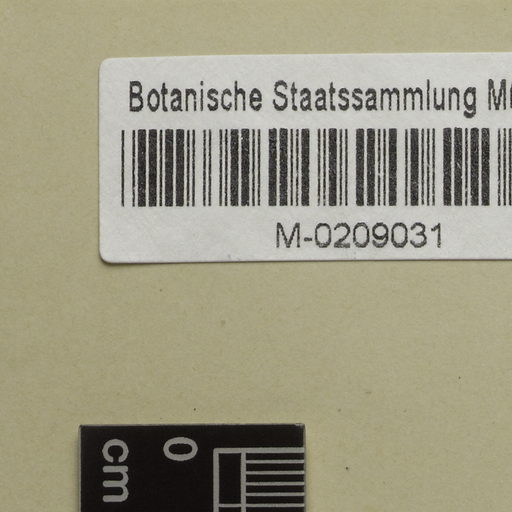 Botanische Staatssammlung
M-0209031
0
cm